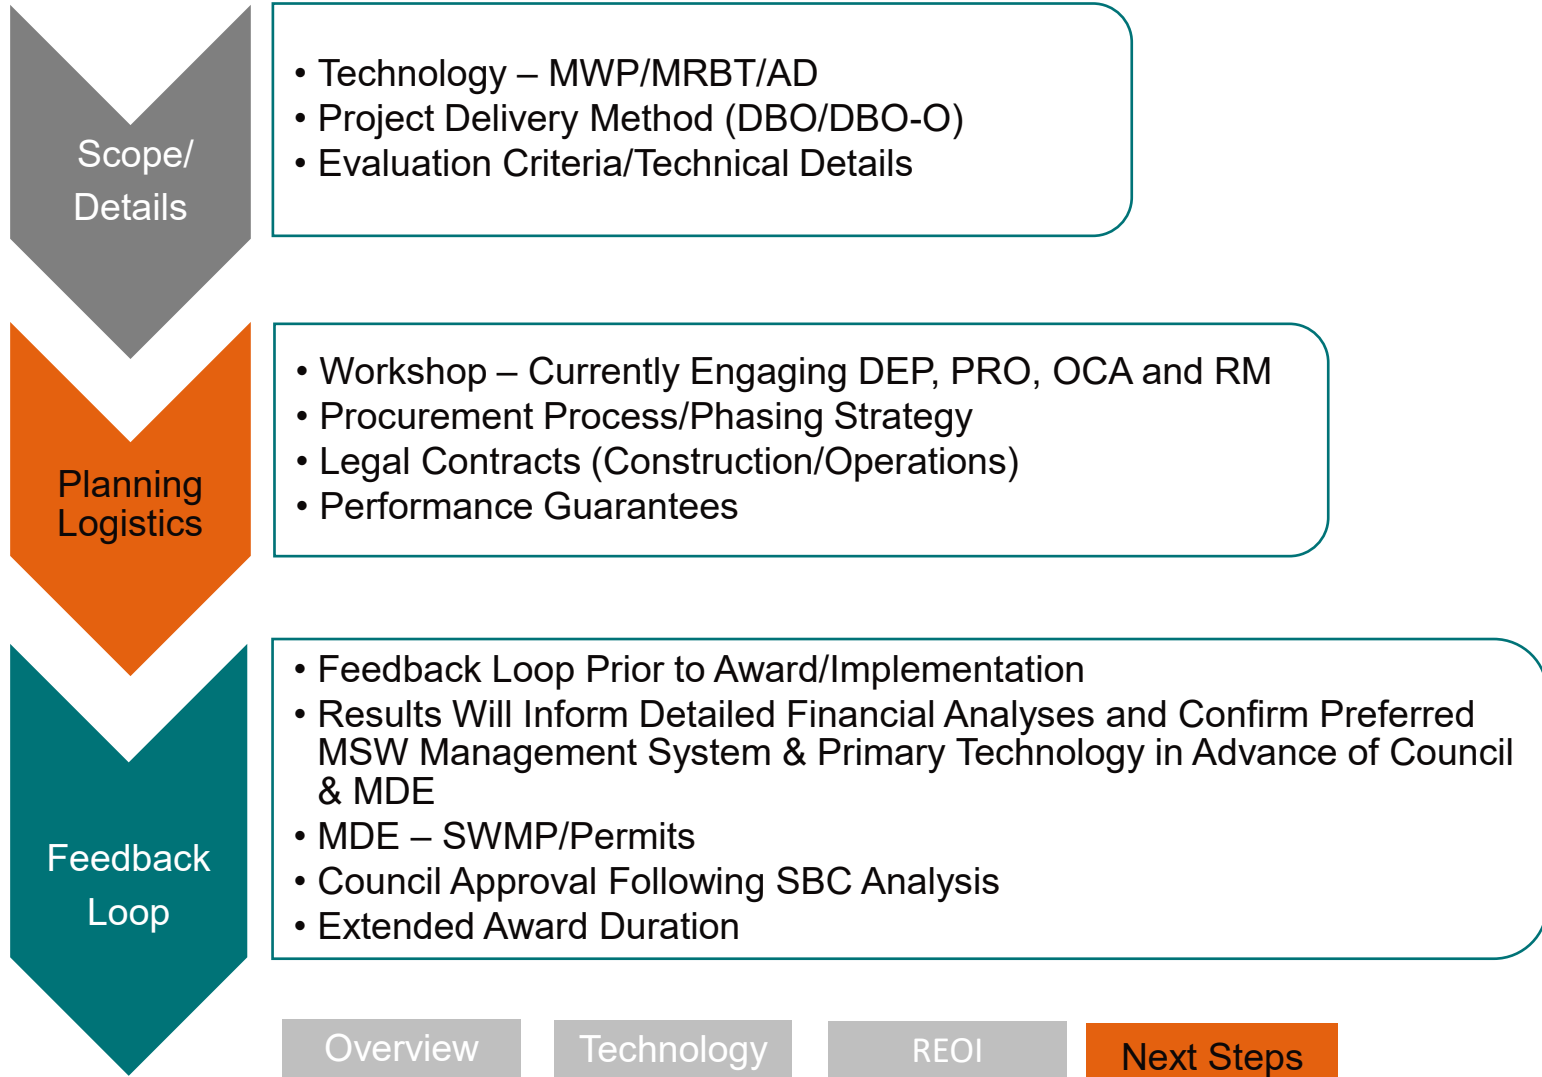 Scope/
Details
• Technology – MWP/MRBT/AD
• Project Delivery Method (DBO/DBO-O)
• Evaluation Criteria/Technical Details
Planning
Logistics
• Workshop – Currently Engaging DEP, PRO, OCA and RM
• Procurement Process/Phasing Strategy
• Legal Contracts (Construction/Operations)
• Performance Guarantees
Feedback
Loop
• Feedback Loop Prior to Award/Implementation
• Results Will Inform Detailed Financial Analyses and Confirm Preferred
MSW Management System & Primary Technology in Advance of Council
& MDE
• MDE – SWMP/Permits
• Council Approval Following SBC Analysis
• Extended Award Duration
Overview
Technology
REOI
Next Steps